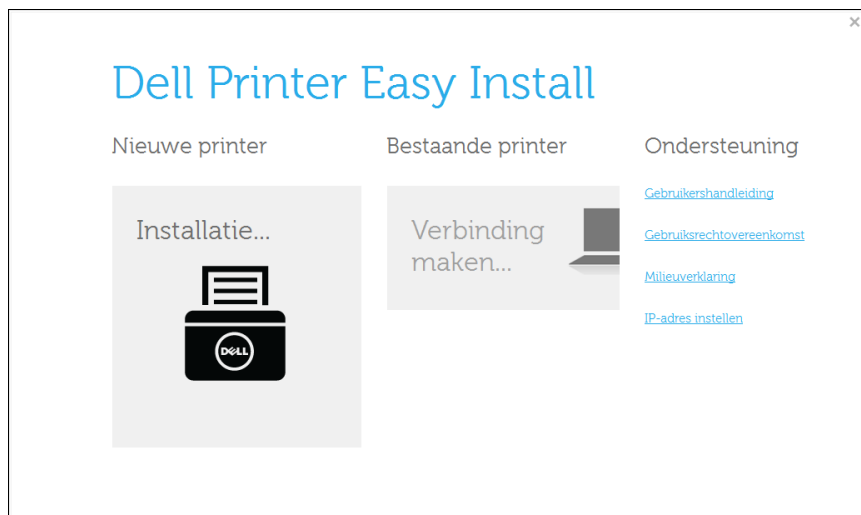 ×
Dell Printer Easy Install
Nieuwe printer
Installatie...
DELL
Bestaande printer
Verbinding
maken...
Ondersteuning
Gebruikershandleiding
Gebruiksrechtovereenkomst
Milieuverklaring
IP-adres instellen